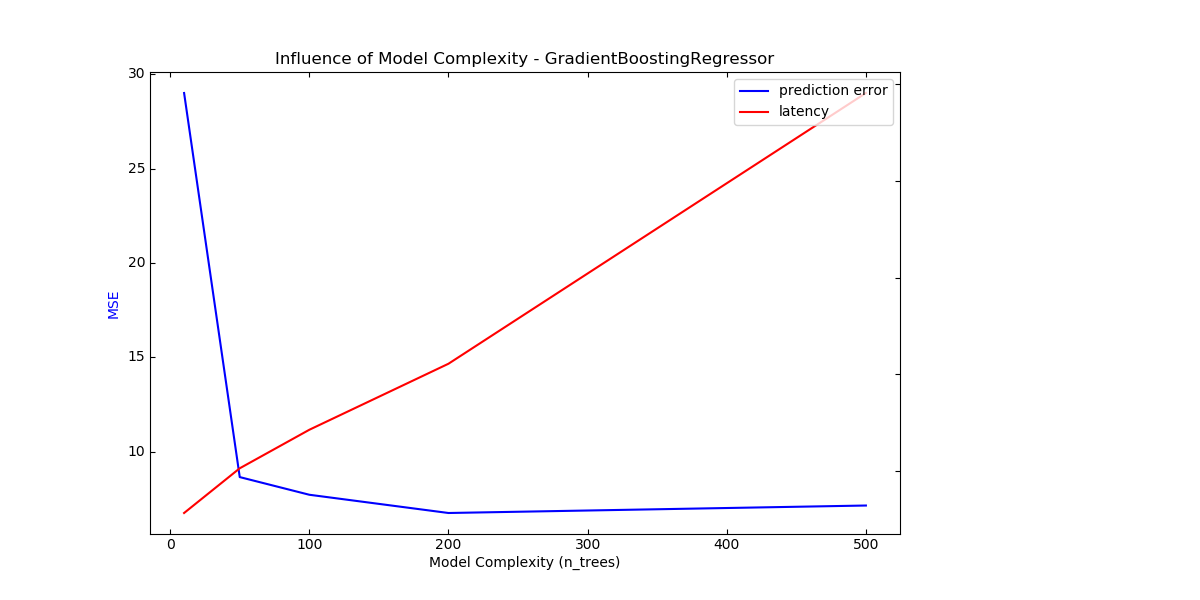 Influence of Model Complexity - GradientBoostingRegressor
prediction error
latency
30
25
20
15
10
MSE
0 100 200 300 400 500
Model Complexity (n_trees)